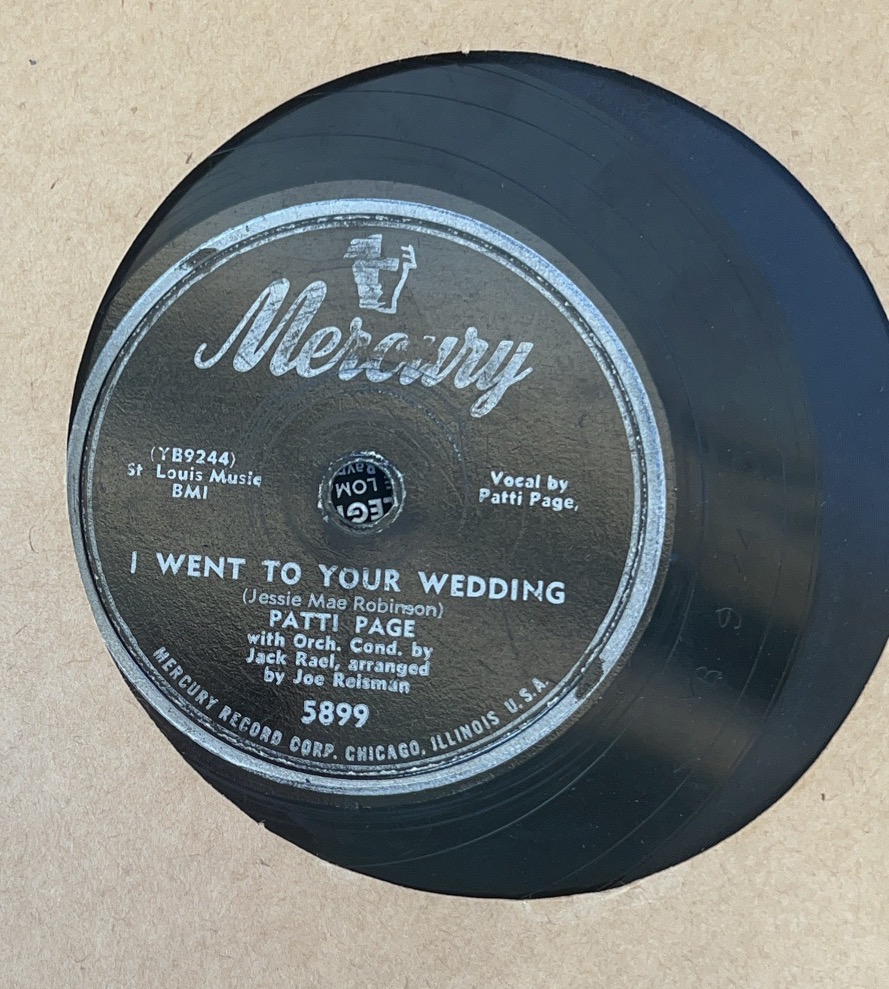 Mercury
(YB9244)
St Louis Music
BMI
Vocal by
Patti Page,
I WENT TO YOUR WEDDING
(Jessie Mae Robinson)
PATTI PAGE
with Orch. Cond. by
Jack Rael, arranged
by Joe Reisman
5899
MERCURY RECORD CORP. CHICAGO, ILLINOIS U.S.A.